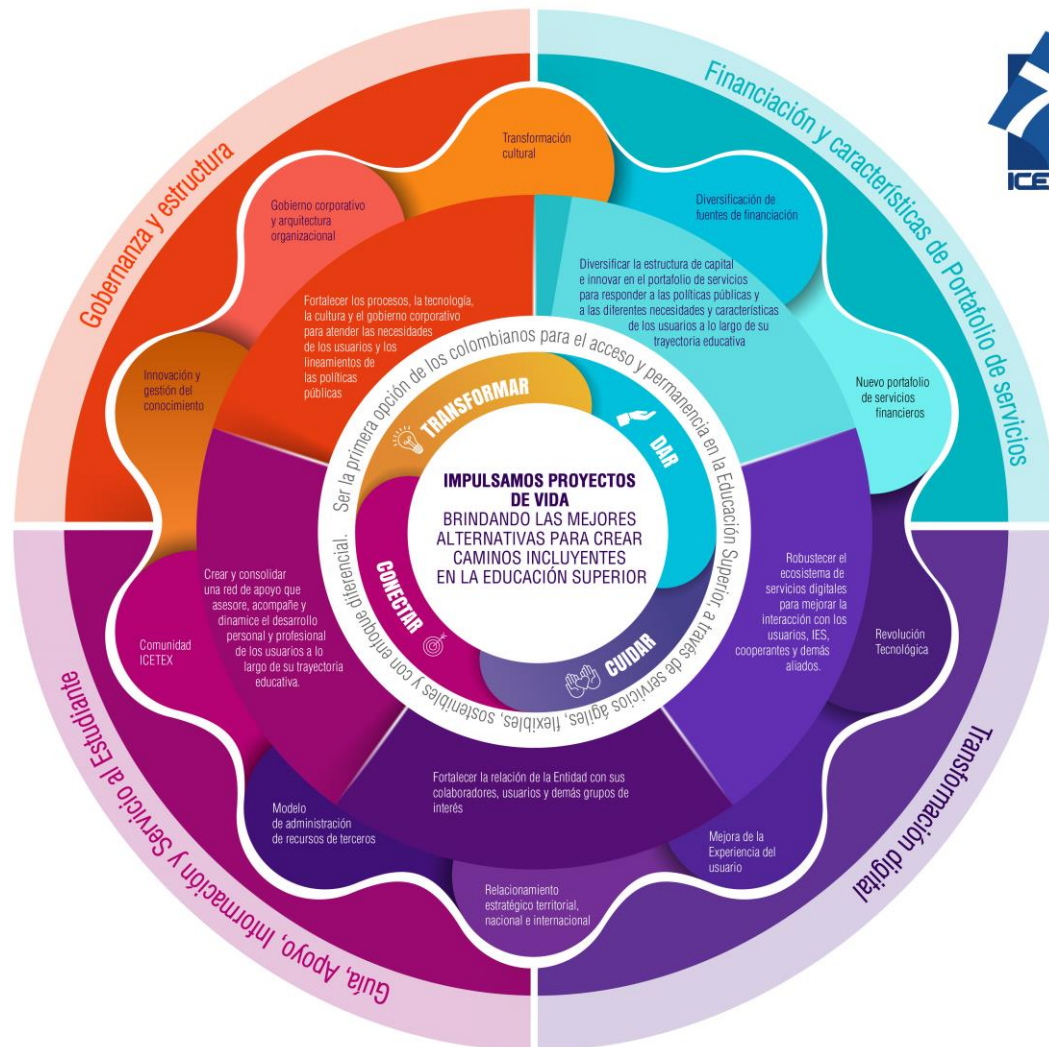 Gobernanza y estructura
Financiación y características de Portafolio de servicios
Transformación digital
Guía, Apoyo, Información y Servicio al Estudiante
7
ICE
Transformación
cultural
Diversificación de
fuentes de financiación
Nuevo portafolio
de servicios
financieros
Revolución
Tecnológica
Mejora de la
Experiencia del
usuario
Relacionamiento
estratégico territorial,
nacional e internacional
Modelo
de administración
de recursos de terceros
Comunidad
ICETEX
Innovación y
gestión del
conocimiento
Gobierno corporativo
y arquitectura
organizacional
Fortalecer los procesos, la tecnología,
la cultura y el gobierno corporativo
para atender las necesidades
de los usuarios y los
lineamientos de
las políticas
públicas
Diversificar la estructura de capital
e innovar en el portafolio de servicios
para responder a las políticas públicas y
a las diferentes necesidades y características
de los usuarios a lo largo de su
trayectoria educativa
Robustecer el
ecosistema de
servicios digitales
para mejorar la
interacción con los
usuarios, IES,
cooperantes y demás
aliados.
Fortalecer la relación de la Entidad con sus
colaboradores, usuarios y demás grupos de
interés
Crear y consolidar
una red de apoyo que
asesore, acompañe y
dinamice el desarrollo
personal y profesional
de los usuarios a lo
largo de su trayectoria
educativa.
Ser la primera opción de los colombianos para el acceso y permanencia en la Educación Superior, a través de servicios ágiles, flexibles, sostenibles y con enfoque diferencial.
TRANSFORMAR
DAR
CUIDAR
CONECTAR
IMPULSAMOS PROYECTOS
DE VIDA
BRINDANDO LAS MEJORES
ALTERNATIVAS PARA CREAR
CAMINOS INCLUYENTES
EN LA EDUCACIÓN SUPERIOR